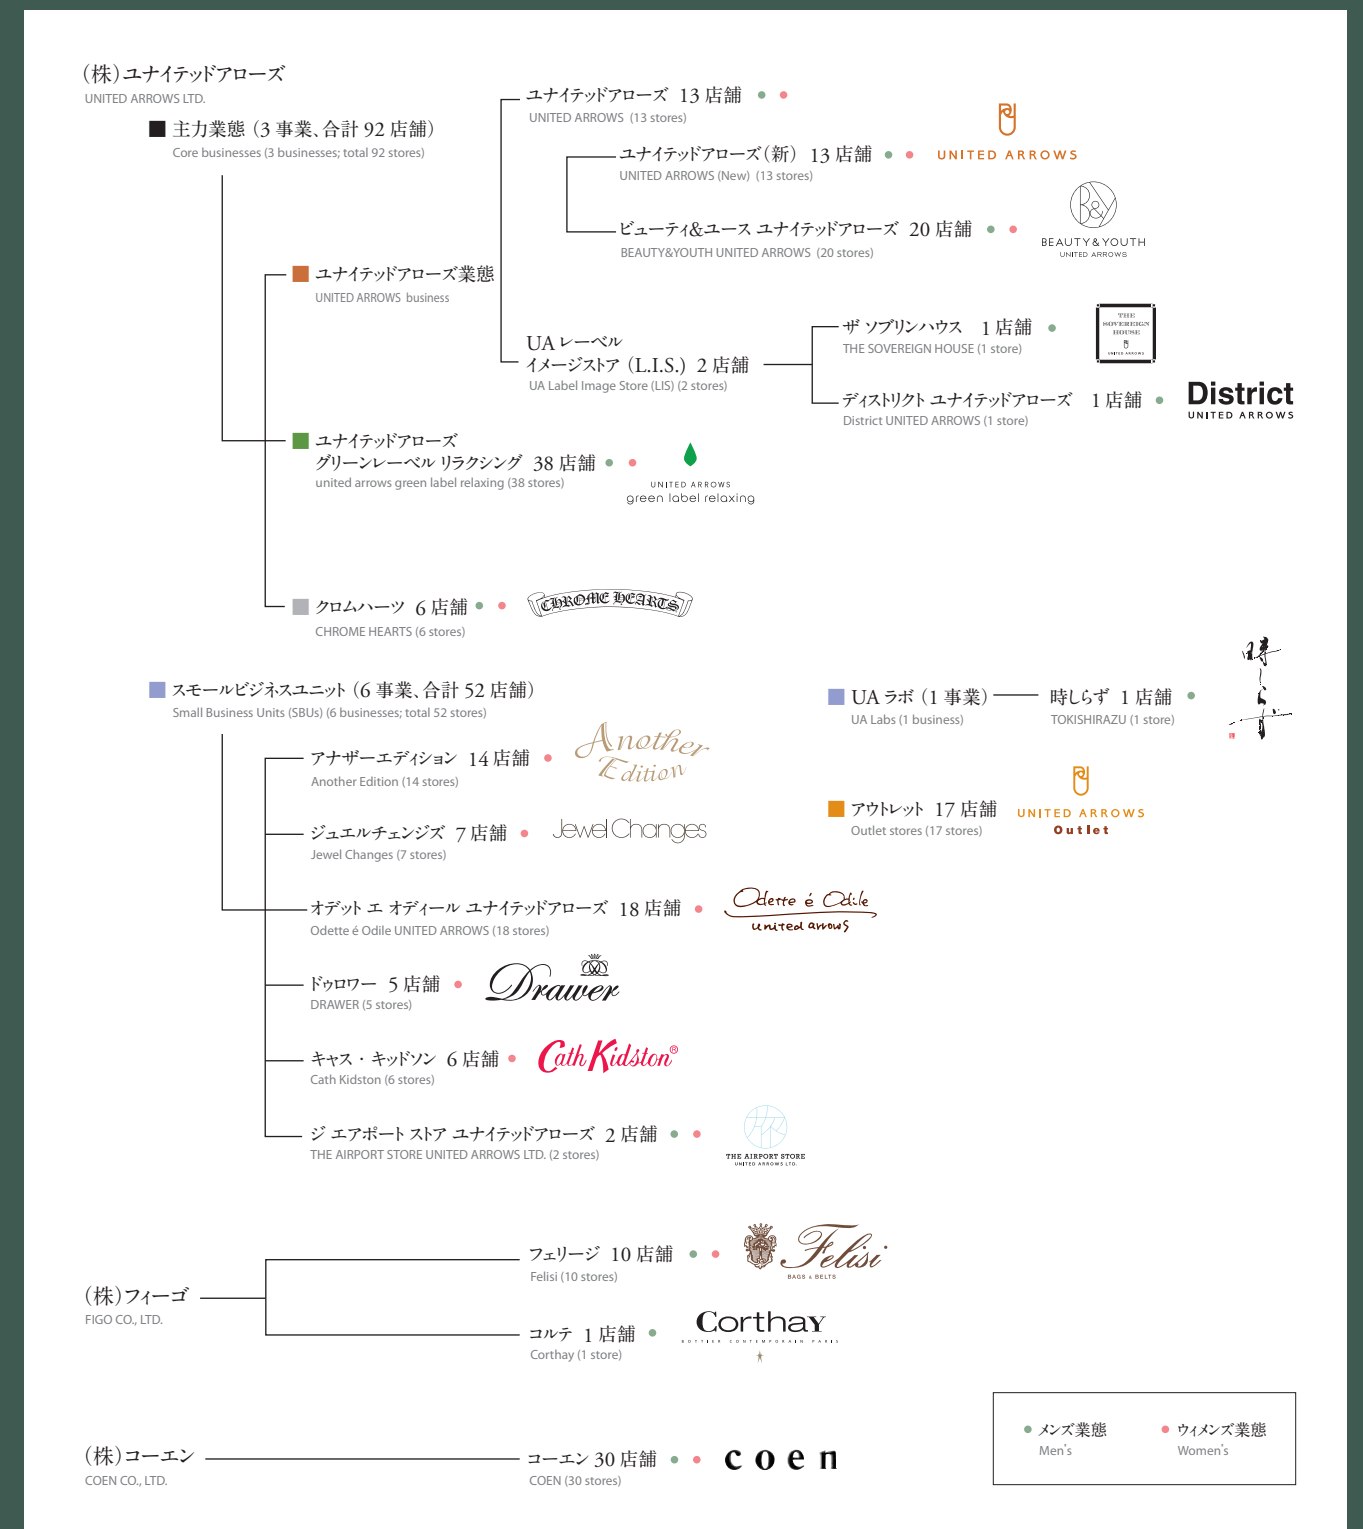 (株)ユナイテッドアローズ
UNITED ARROWS LTD.
主力業態（3 事業、合計 92 店舗）
Core businesses (3 businesses; total 92 stores)
ユナイテッドアローズ 13 店舗
UNITED ARROWS (13 stores)
ユナイテッドアローズ（新） 13 店舗
UNITED ARROWS (New) (13 stores)
UNITED ARROWS
ビューティ&ユース ユナイテッドアローズ 20 店舗
BEAUTY&YOUTH UNITED ARROWS (20 stores)
B&Y
BEAUTY&YOUTH
UNITED ARROWS
ユナイテッドアローズ業態
UNITED ARROWS business
UA レーベル
イメージストア（L.I.S.）2 店舗
UA Label Image Store (LIS) (2 stores)
ザ ソブリンハウス 1 店舗
THE SOVEREIGN HOUSE (1 store)
THE
SOVEREIGN
HOUSE
UNITED ARROWS
ディストリクト ユナイテッドアローズ 1 店舗
District UNITED ARROWS (1 store)
District
UNITED ARROWS
ユナイテッドアローズ
グリーンレーベル リラクシング 38 店舗
united arrows green label relaxing (38 stores)
UNITED ARROWS
green label relaxing
クロムハーツ 6 店舗
CHROME HEARTS (6 stores)
CHROME HEARTS
スモールビジネスユニット（6 事業、合計 52 店舗）
Small Business Units (SBUs) (6 businesses; total 52 stores)
UA ラボ（1 事業）
UA Labs (1 business)
時しらず 1 店舗
TOKISHIRAZU (1 store)
時しらず
アナザーエディション 14 店舗
Another Edition (14 stores)
Another
Edition
アウトレット 17 店舗
Outlet stores (17 stores)
UNITED ARROWS
Outlet
ジュエルチェンジズ 7 店舗
Jewel Changes (7 stores)
Jewel Changes
オデット エ オディール ユナイテッドアローズ 18 店舗
Odette é Odile UNITED ARROWS (18 stores)
Odette é Odile
united arrows
ドゥロワー 5 店舗
DRAWER (5 stores)
Drawer
キャス・キッドソン 6 店舗
Cath Kidston (6 stores)
Cath Kidston®
ジ エアポート ストア ユナイテッドアローズ 2 店舗
THE AIRPORT STORE UNITED ARROWS LTD. (2 stores)
THE AIRPORT STORE
UNITED ARROWS LTD.
(株)フィーゴ
FIGO CO., LTD.
フェリージ 10 店舗
Felisi (10 stores)
Felisi
BAGS & BELTS
コルテ 1 店舗
Corthay (1 store)
Corthay
BOTTIER CONTEMPORAIN PARIS
(株)コーエン
COEN CO., LTD.
コーエン 30 店舗
COEN (30 stores)
coen
メンズ業態
Men's
ウィメンズ業態
Women's